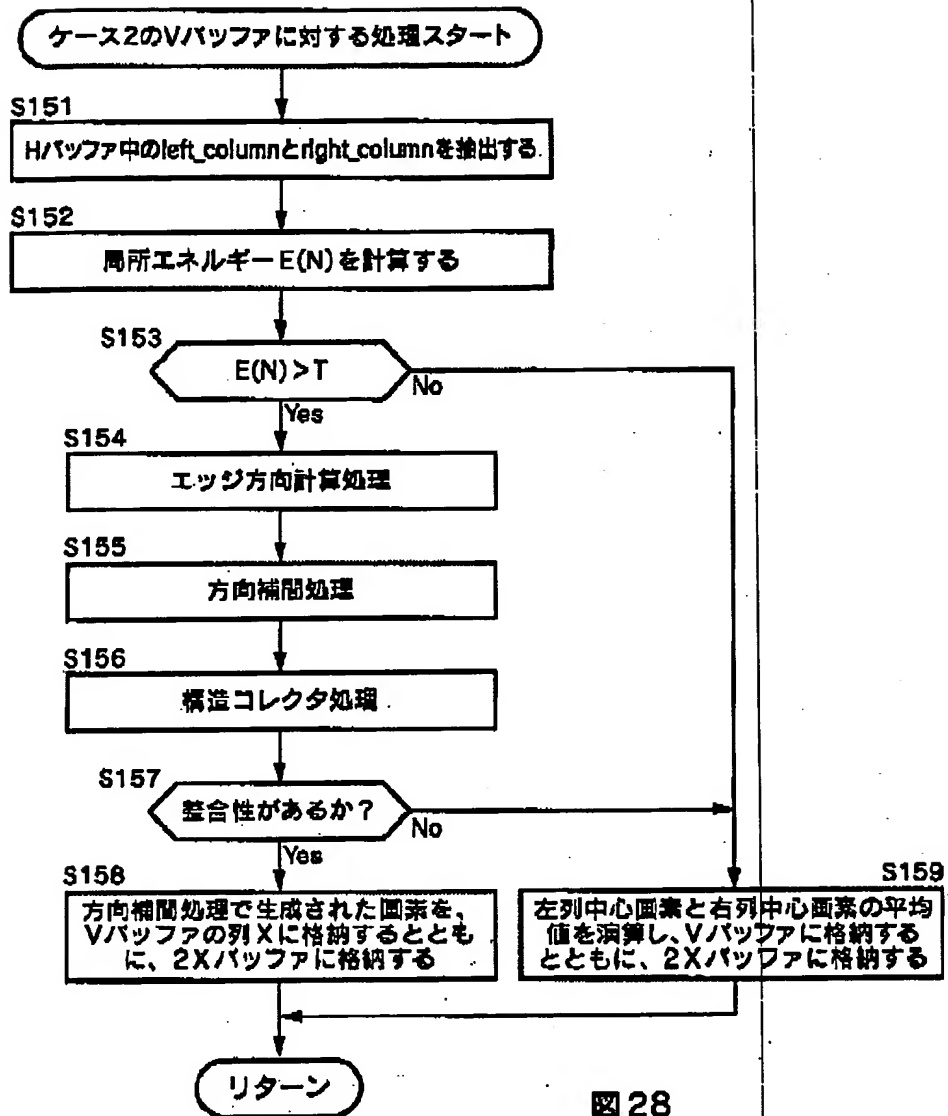 ケース2のVバッファに対する処理スタート
S151
Hバッファ中のleft_columnとright_columnを抽出する
S152
局所エネルギーE(N)を計算する
S153
E(N)>T
No
Yes
S154
エッジ方向計算処理
S155
方向補間処理
S156
構造コレクタ処理
S157
整合性があるか?
No
Yes
S158
方向補間処理で生成された画素を、
Vバッファの列Xに格納するととも
に、2Xバッファに格納する
S159
左列中心画素と右列中心画素の平均
値を演算し、Vバッファに格納する
とともに、2Xバッファに格納する
リターン
図28